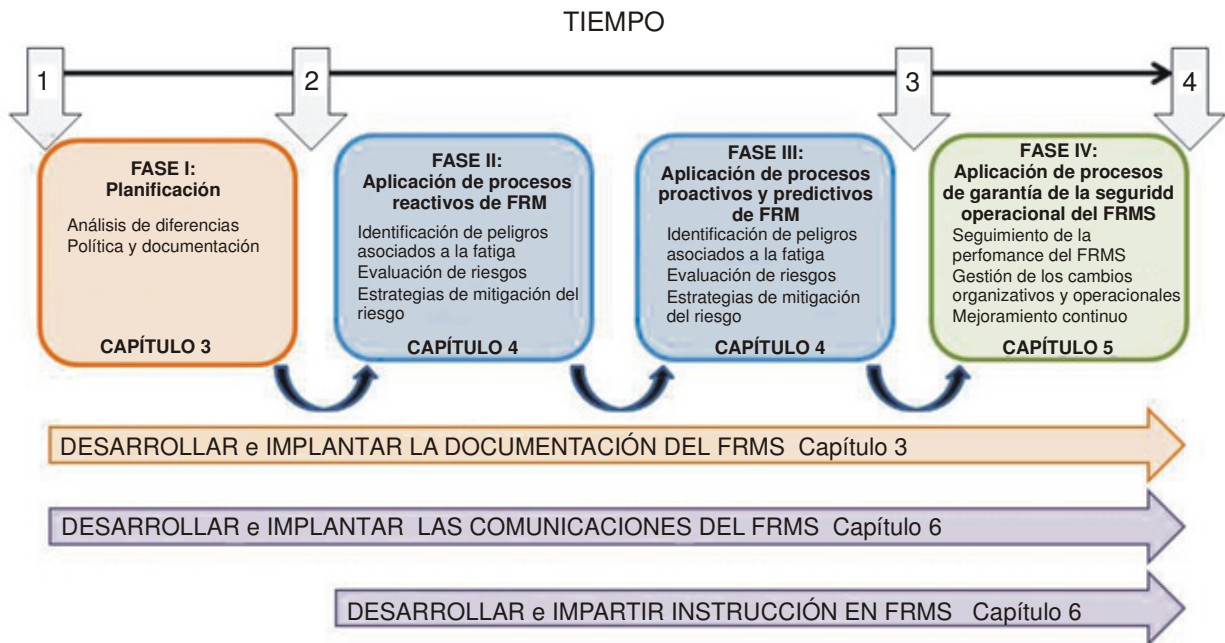 TIEMPO
1
2
3
4
FASE I:
Planificación
Análisis de diferencias
Política y documentación
CAPÍTULO 3
FASE II:
Aplicación de procesos
reactivos de FRM
Identificación de peligros
asociados a la fatiga
Evaluación de riesgos
Estrategias de mitigación del
riesgo
CAPÍTULO 4
FASE III:
Aplicación de procesos
proactivos y predictivos
de FRM
Identificación de peligros
asociados a la fatiga
Evaluación de riesgos
Estrategias de mitigación
del riesgo
CAPÍTULO 4
FASE IV:
Aplicación de procesos
de garantía de la seguridd
operacional del FRMS
Seguimiento de la
perfomance del FRMS
Gestión de los cambios
organizativos y operacionales
Mejoramiento continuo
CAPÍTULO 5
DESARROLLAR e IMPLANTAR LA DOCUMENTACIÓN DEL FRMS Capítulo 3
DESARROLLAR e IMPLANTAR LAS COMUNICACIONES DEL FRMS Capítulo 6
DESARROLLAR e IMPARTIR INSTRUCCIÓN EN FRMS Capítulo 6